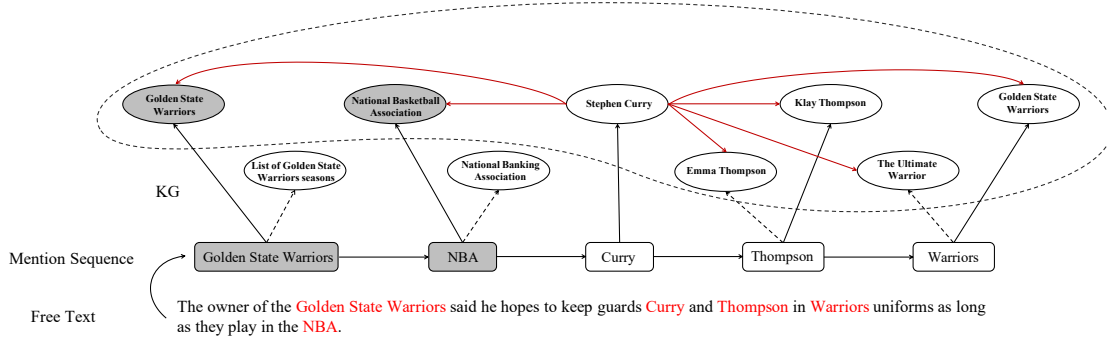 Golden State
Warriors
National Basketball
Association
Stephen Curry
Klay Thompson
Golden State
Warriors
List of Golden State
Warriors seasons
National Banking
Association
Emma Thompson
The Ultimate
Warrior
KG
Mention Sequence
Golden State Warriors
NBA
Curry
Thompson
Warriors
Free Text
The owner of the Golden State Warriors said he hopes to keep guards Curry and Thompson in Warriors uniforms as long
as they play in the NBA.